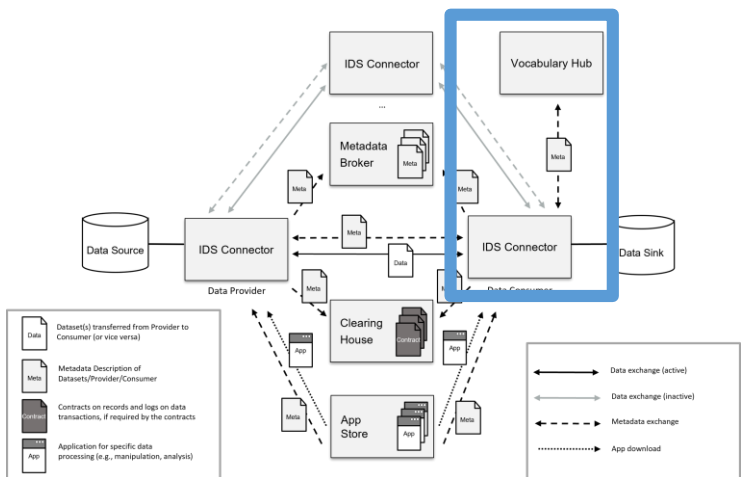 IDS Connector
Vocabulary Hub
...
Metadata
Broker
Meta
Meta
Meta
Meta
Meta
Data Source
IDS Connector
Data
IDS Connector
Data Sink
Data Provider
Data Consumer
Meta
Meta
Clearing
House
Contract
App
App
Meta
App
Store
App
Meta
Data
Dataset(s) transferred from Provider to
Consumer (or vice versa)
Meta
Metadata Description of
Datasets/Provider/Consumer
Contract
Contracts on records and logs on data
transactions, if required by the contracts
App
Application for specific data
processing (e.g., manipulation, analysis)
Data exchange (active)
Data exchange (inactive)
Metadata exchange
App download